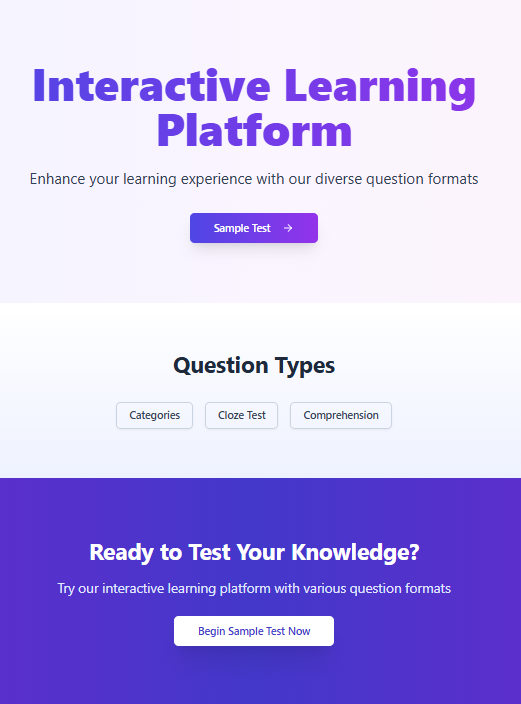 Interactive Learning
Platform
Enhance your learning experience with our diverse question formats
Sample Test →
Question Types
Categories Cloze Test Comprehension
Ready to Test Your Knowledge?
Try our interactive learning platform with various question formats
Begin Sample Test Now